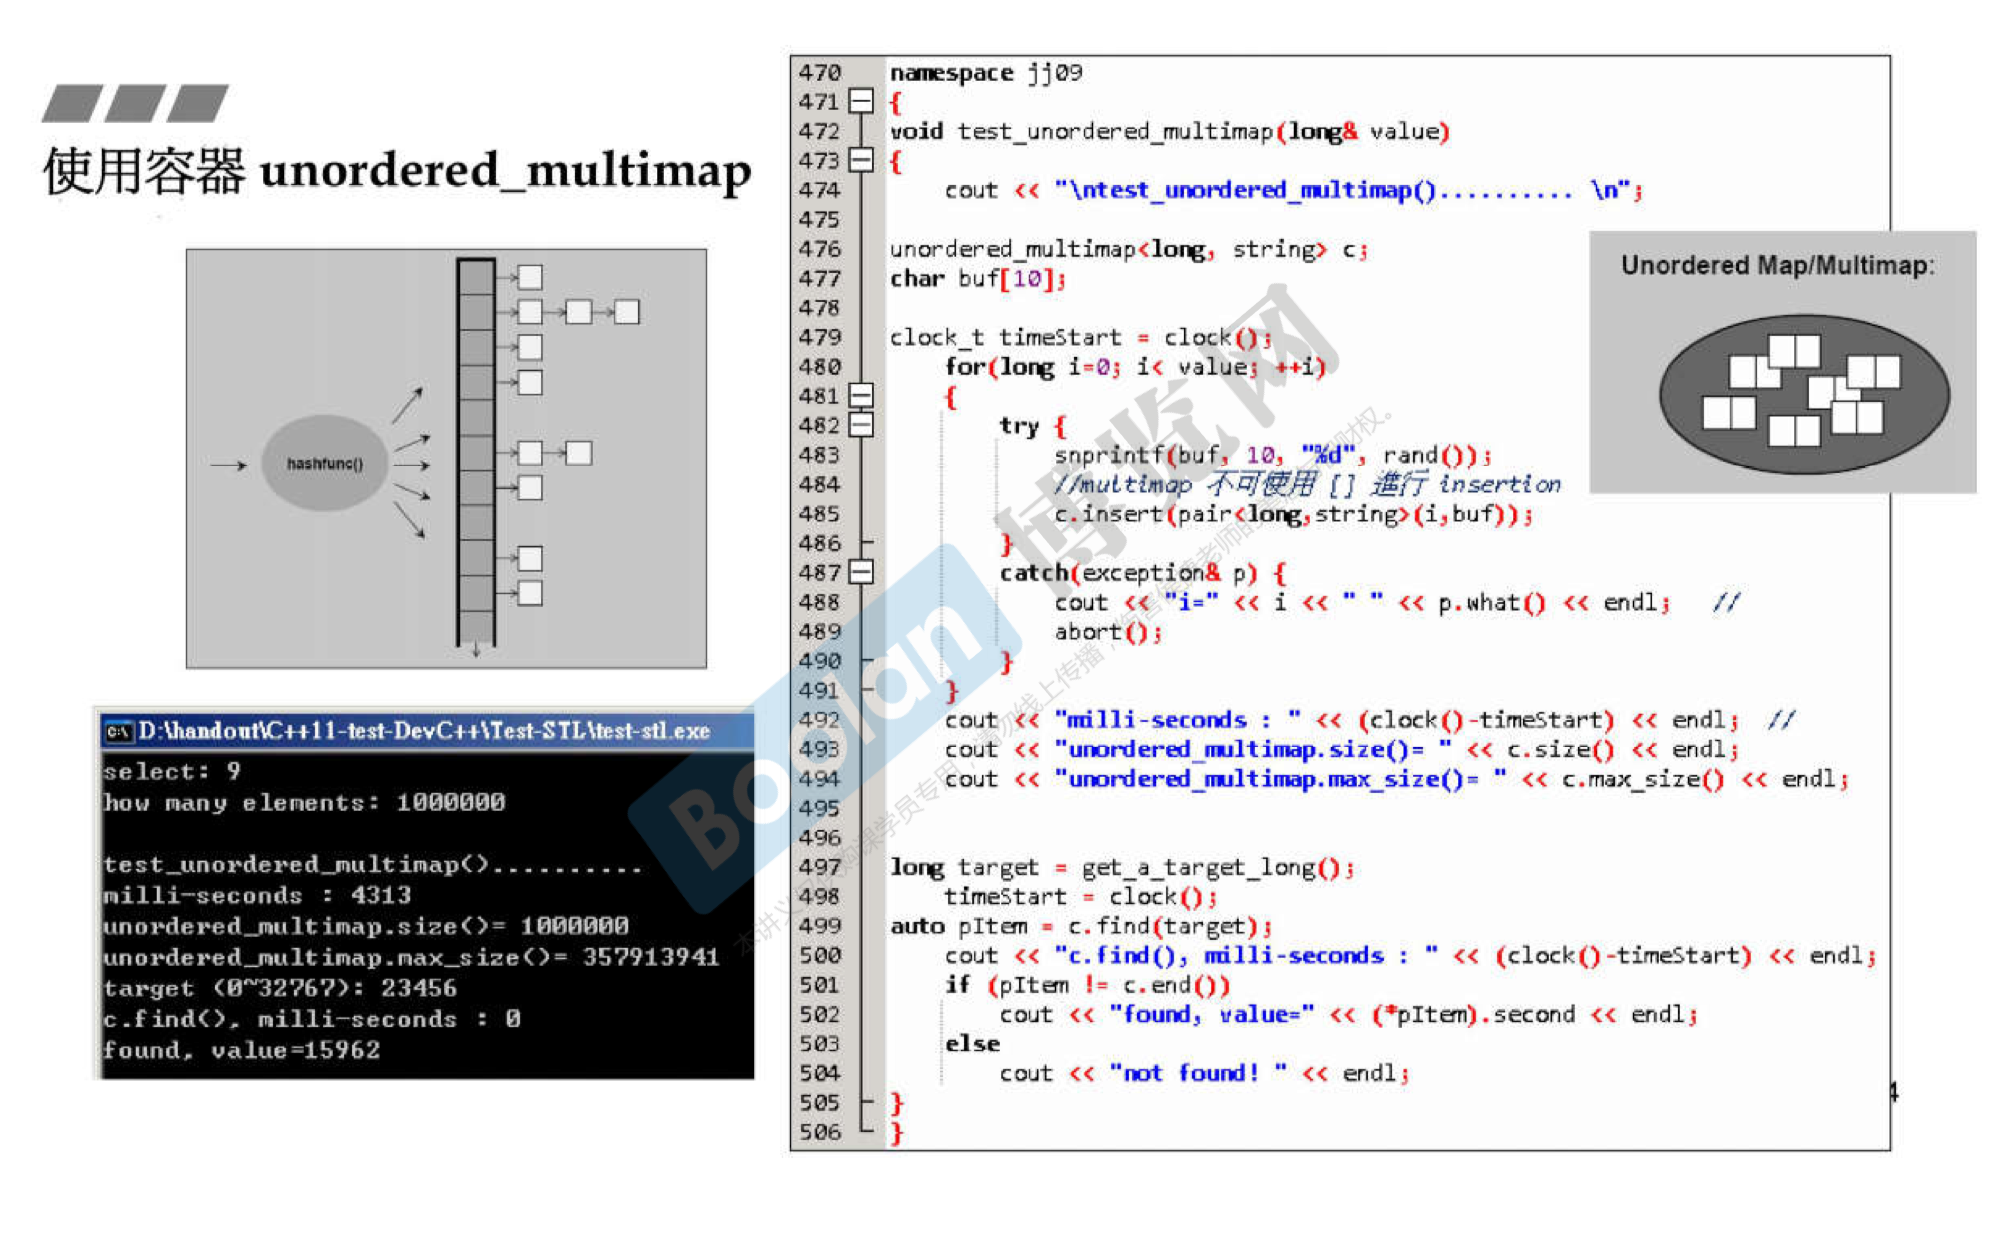 使用容器 unordered_multimap
hashfunc()
D:\handout\C++11-test-DevC++\Test-STL\test-stl.exe
select: 9
how many elements: 1000000
test_unordered_multimap()..........
milli-seconds : 4313
unordered_multimap.size()= 1000000
unordered_multimap.max_size()= 357913941
target (0~32767): 23456
c.find(), milli-seconds : 0
found, value=15962
470 namespace jj09
471 {
472 void test_unordered_multimap(long& value)
473 {
474 cout << "\ntest_unordered_multimap().......... \n";
475
476 unordered_multimap<long, string> c;
477 char buf[10];
478
479 clock_t timeStart = clock();
480 for(long i=0; i< value; ++i)
481 {
482 try {
483 snprintf(buf, 10, "%d", rand());
484 //multimap 不可使用 [] 進行 insertion
485 c.insert(pair<long,string>(i,buf));
486 }
487 catch(exception& p) {
488 cout << "i=" << i << " " << p.what() << endl; //
489 abort();
490 }
491 }
492 cout << "milli-seconds : " << (clock()-timeStart) << endl; //
493 cout << "unordered_multimap.size()= " << c.size() << endl;
494 cout << "unordered_multimap.max_size()= " << c.max_size() << endl;
495
496
497 long target = get_a_target_long();
498 timeStart = clock();
499 auto pItem = c.find(target);
500 cout << "c.find(), milli-seconds : " << (clock()-timeStart) << endl;
501 if (pItem != c.end())
502 cout << "found, value=" << (*pItem).second << endl;
503 else
504 cout << "not found! " << endl;
505 }
506 }
Unordered Map/Multimap:
4
Boolan 博览网